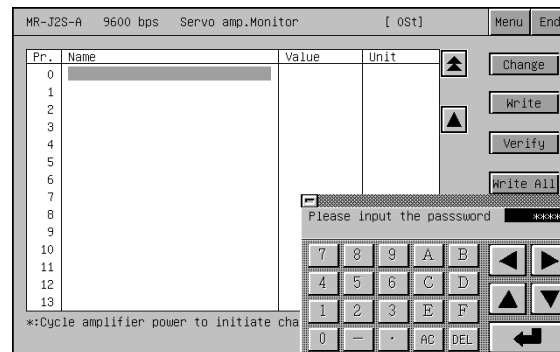 MR-J2S-A 9600 bps Servo amp.Monitor [ 0St] Menu End
Pr. Name Value Unit
0
1
2
3
4
5
6
7
8
9
10
11
12
13
Change
Write
Verify
Write All
Please input the passsword ****
7 8 9 A B
4 5 6 C D
1 2 3 E F
0 - . AC DEL
*:Cycle amplifier power to initiate cha